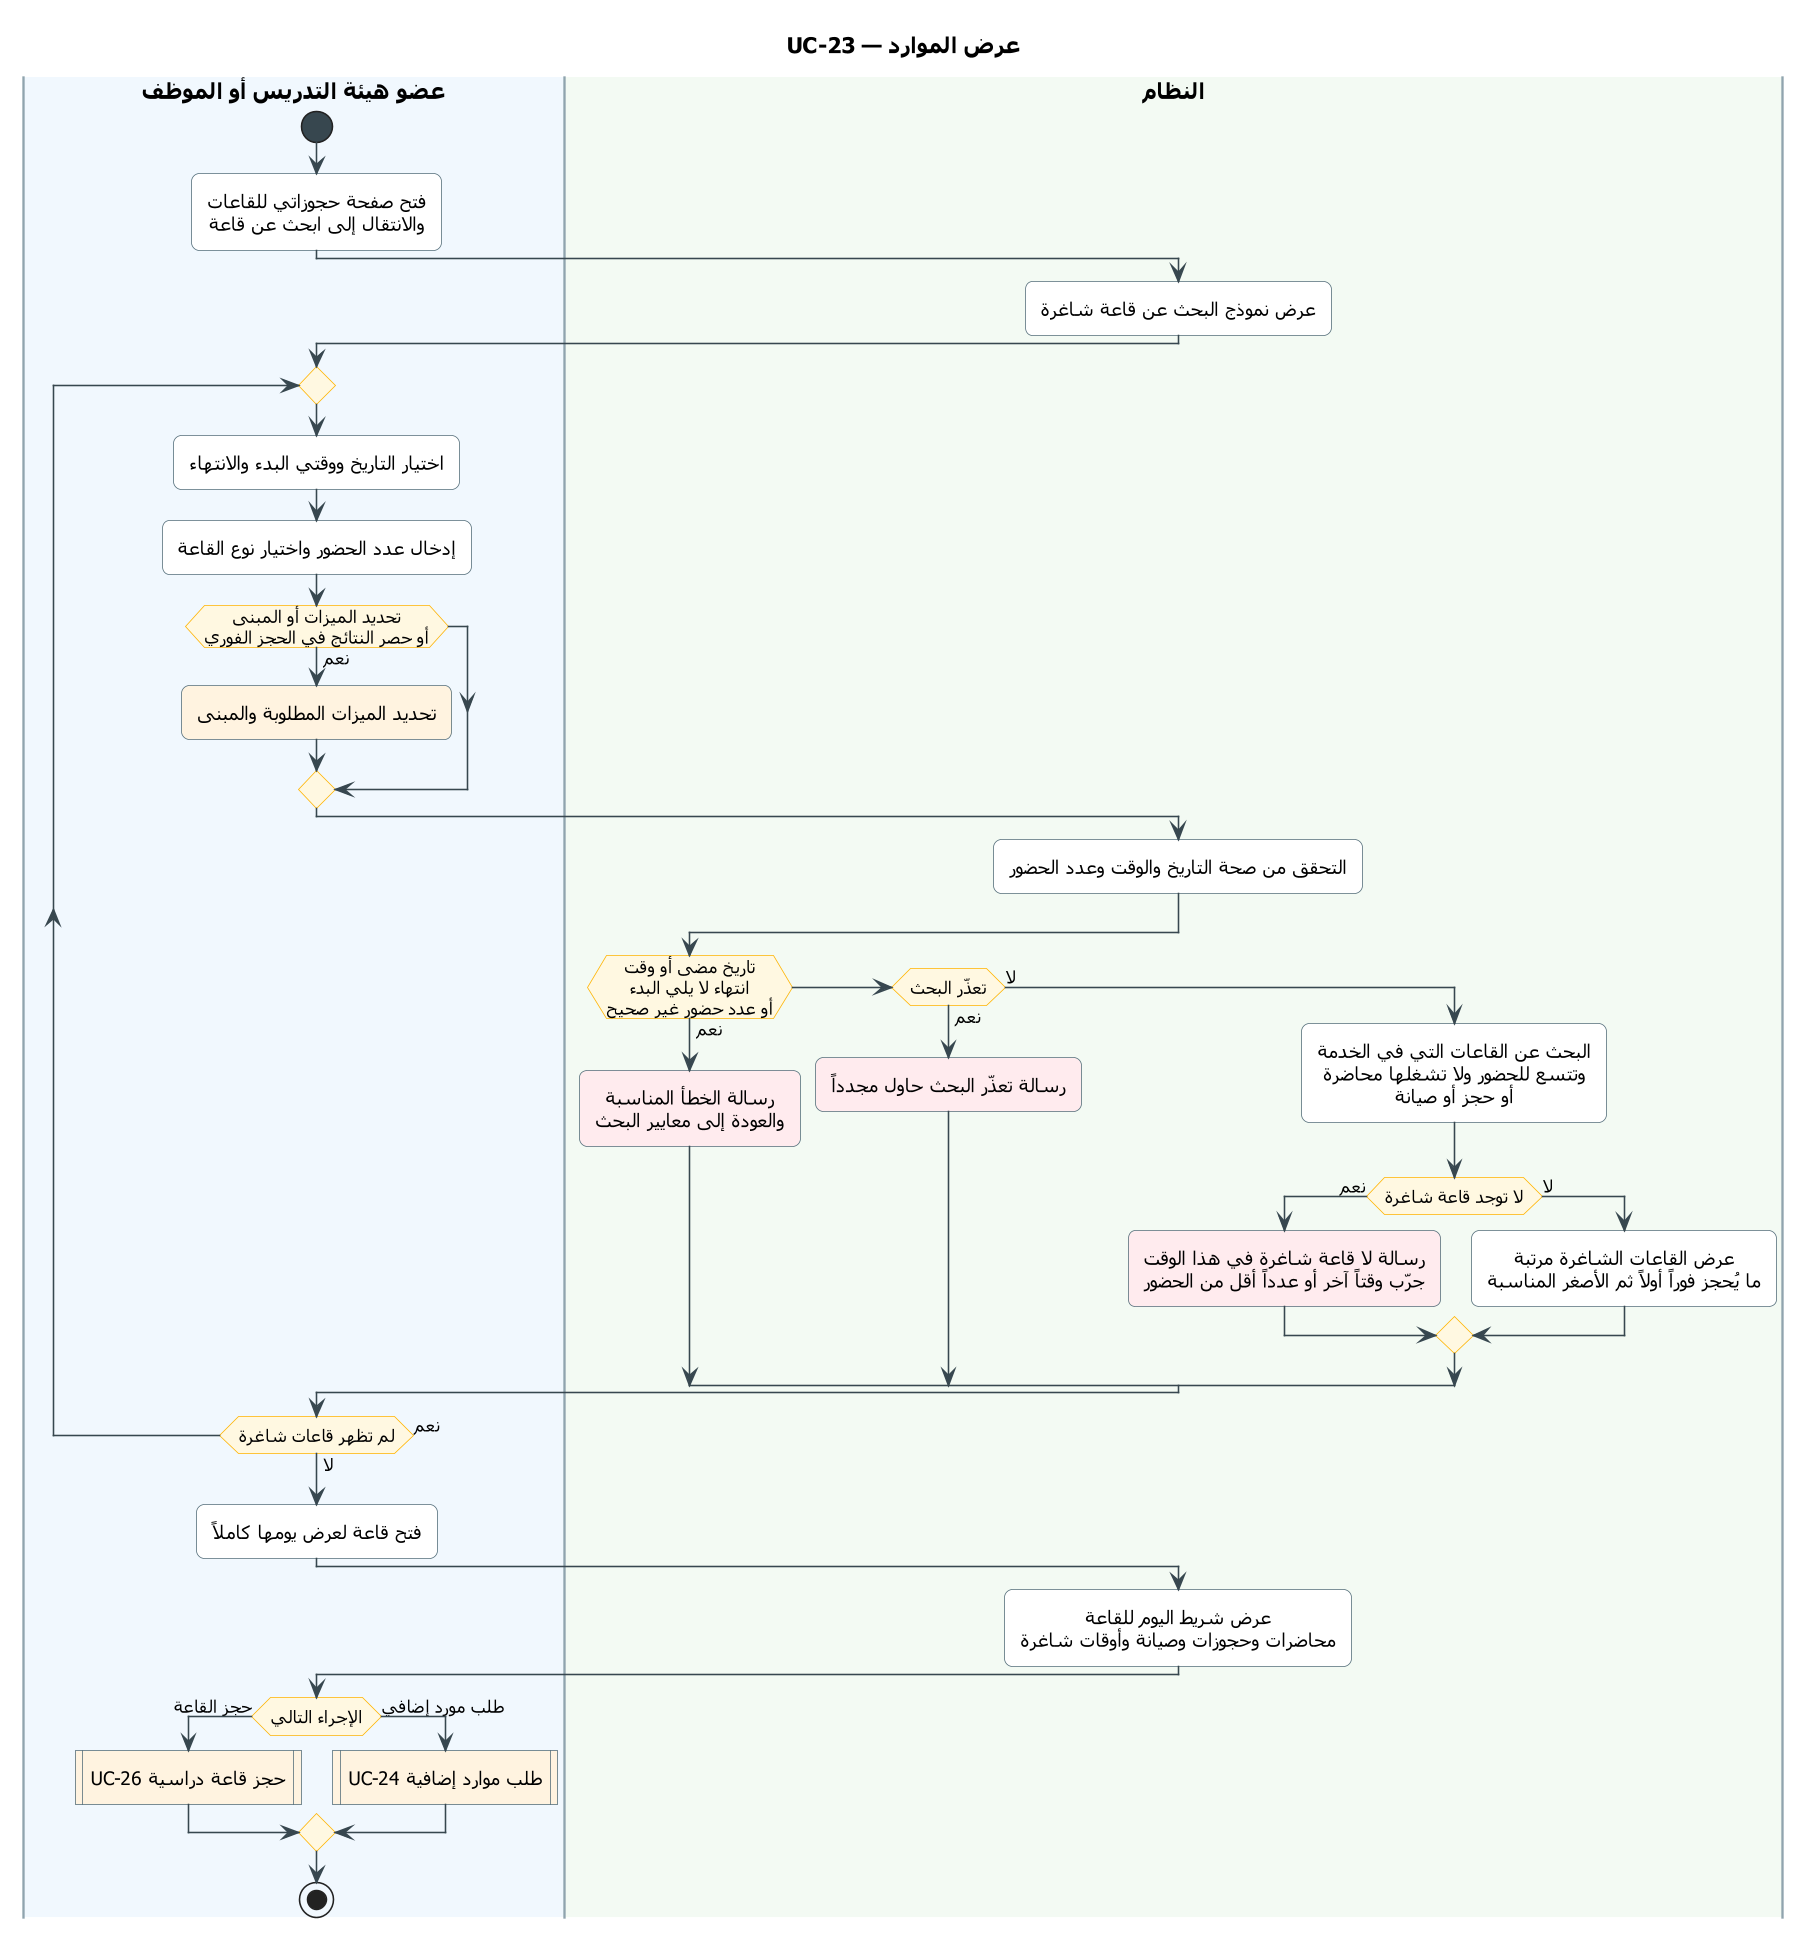 UC-23 — عرض الموارد
عضو هيئة التدريس أو الموظف
النظام
فتح صفحة حجوزاتي للقاعات
والانتقال إلى ابحث عن قاعة
عرض نموذج البحث عن قاعة شاغرة
اختيار التاريخ ووقتي البدء والانتهاء
إدخال عدد الحضور واختيار نوع القاعة
تحديد الميزات أو المبنى
أو حصر النتائج في الحجز الفوري
نعم
تحديد الميزات المطلوبة والمبنى
التحقق من صحة التاريخ والوقت وعدد الحضور
تاريخ مضى أو وقت
انتهاء لا يلي البدء
أو عدد حضور غير صحيح
نعم
تعذّر البحث
لا
نعم
رسالة الخطأ المناسبة
والعودة إلى معايير البحث
رسالة تعذّر البحث حاول مجدداً
البحث عن القاعات التي في الخدمة
وتتسع للحضور ولا تشغلها محاضرة
أو حجز أو صيانة
لا توجد قاعة شاغرة
نعم
لا
رسالة لا قاعة شاغرة في هذا الوقت
جرّب وقتاً آخر أو عدداً أقل من الحضور
عرض القاعات الشاغرة مرتبة
ما يُحجز فوراً أولاً ثم الأصغر المناسبة
لم تظهر قاعات شاغرة
نعم
لا
فتح قاعة لعرض يومها كاملاً
عرض شريط اليوم للقاعة
محاضرات وحجوزات وصيانة وأوقات شاغرة
الإجراء التالي
حجز القاعة
طلب مورد إضافي
UC-26 حجز قاعة دراسية
UC-24 طلب موارد إضافية